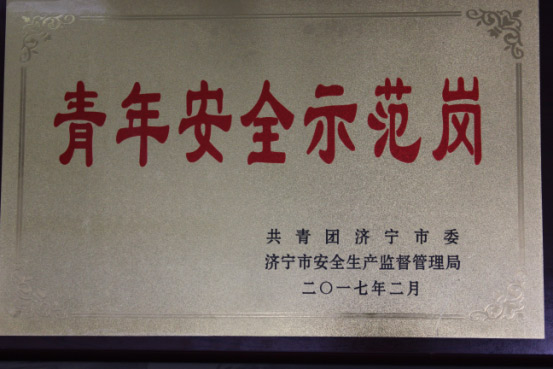 青年安全示范岗
共青团济宁市委
济宁市安全生产监督管理局
二〇一七年二月